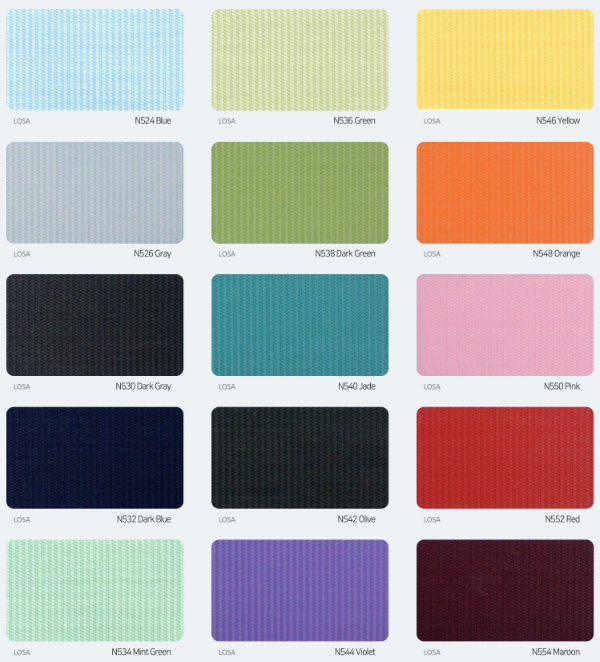 LOSA N524 Blue
LOSA N536 Green
LOSA N546 Yellow
LOSA N526 Gray
LOSA N538 Dark Green
LOSA N548 Orange
LOSA N530 Dark Gray
LOSA N540 Jade
LOSA N550 Pink
LOSA N532 Dark Blue
LOSA N542 Olive
LOSA N552 Red
LOSA N534 Mint Green
LOSA N544 Violet
LOSA N554 Maroon